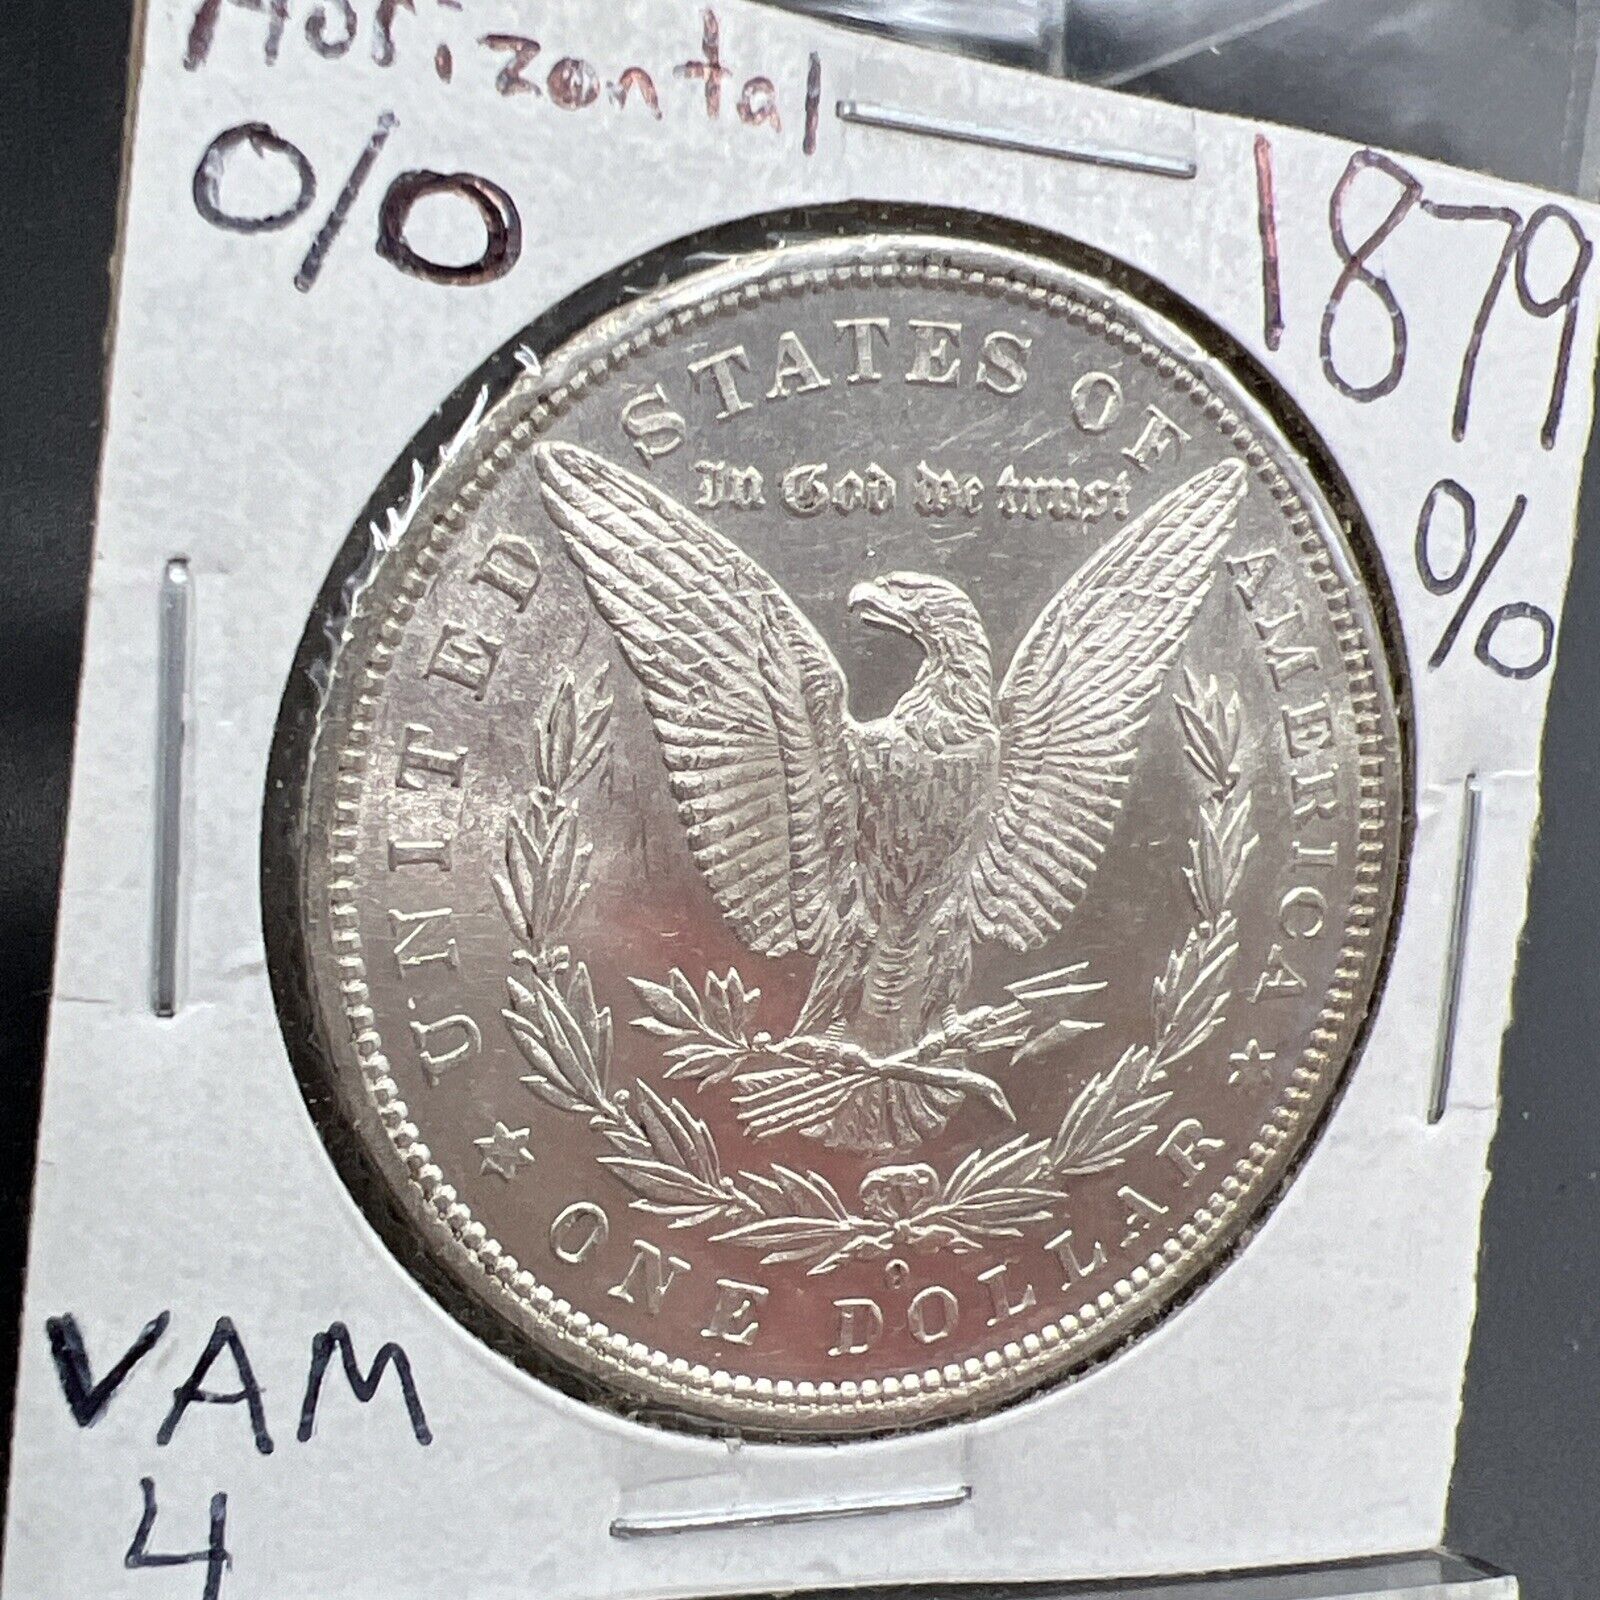 Horizontal
O/O
1879
O/O
UNITED STATES OF AMERICA
In God we trust
ONE DOLLAR
O
VAM
4